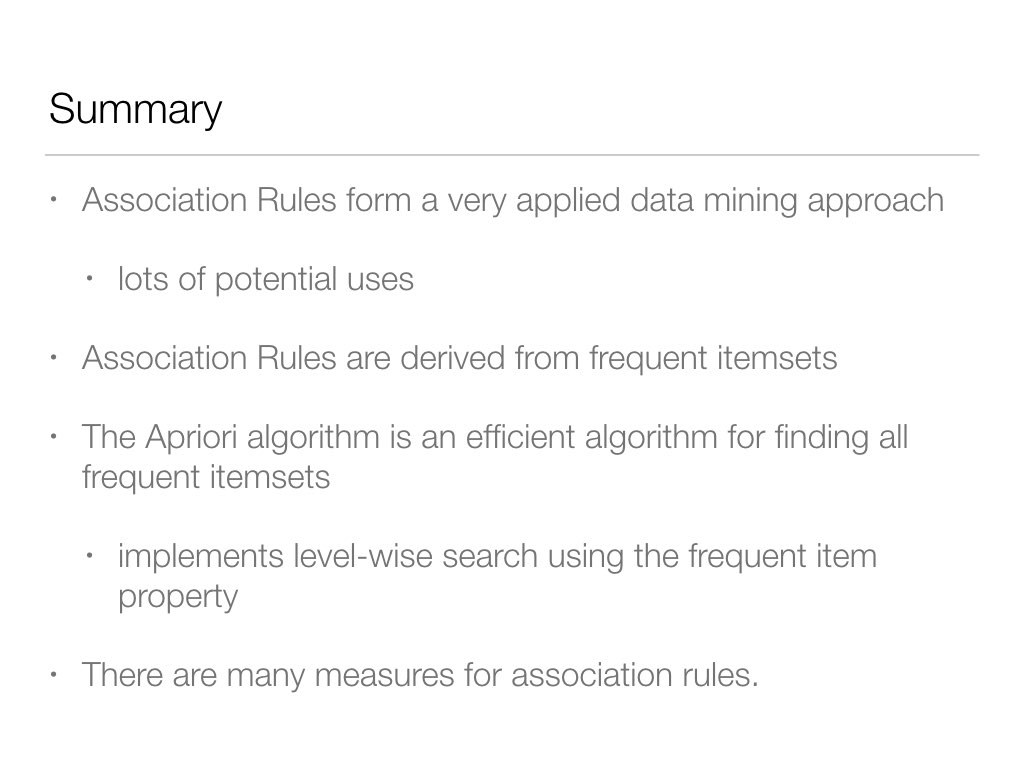 Summary
• Association Rules form a very applied data mining approach
• lots of potential uses
• Association Rules are derived from frequent itemsets
• The Apriori algorithm is an efficient algorithm for finding all
frequent itemsets
• implements level-wise search using the frequent item
property
• There are many measures for association rules.